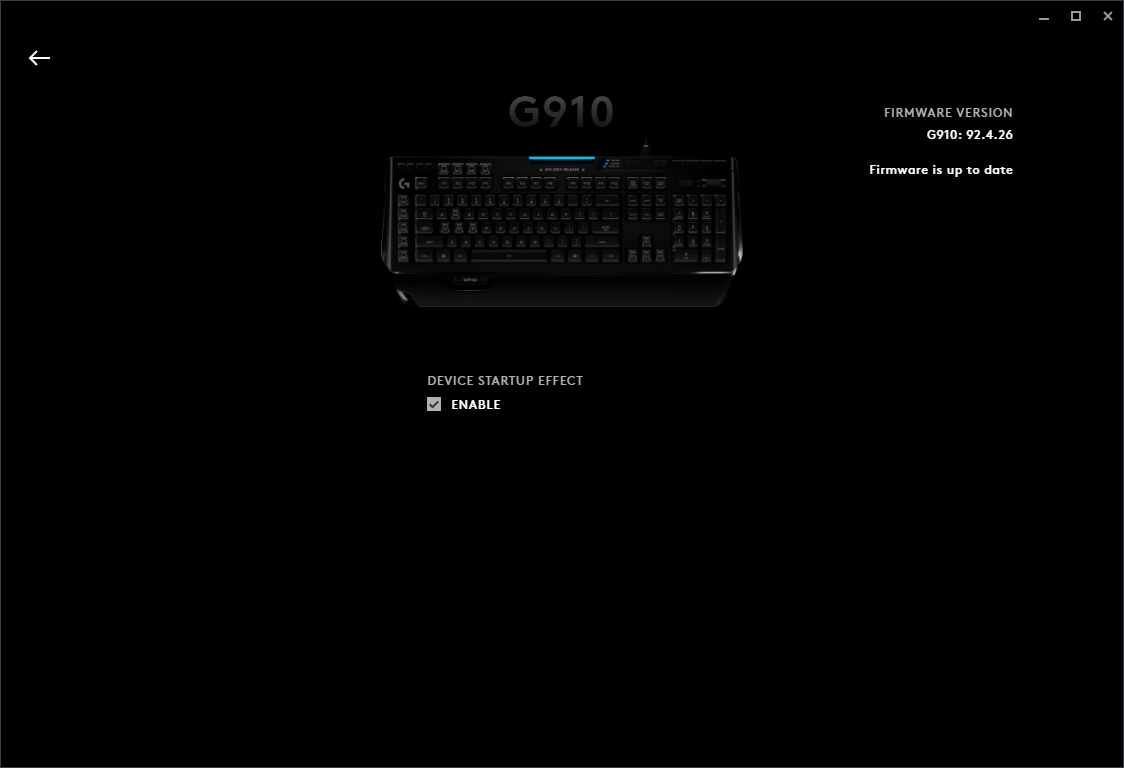 G910
FIRMWARE VERSION
G910: 92.4.26
Firmware is up to date
DEVICE STARTUP EFFECT
ENABLE